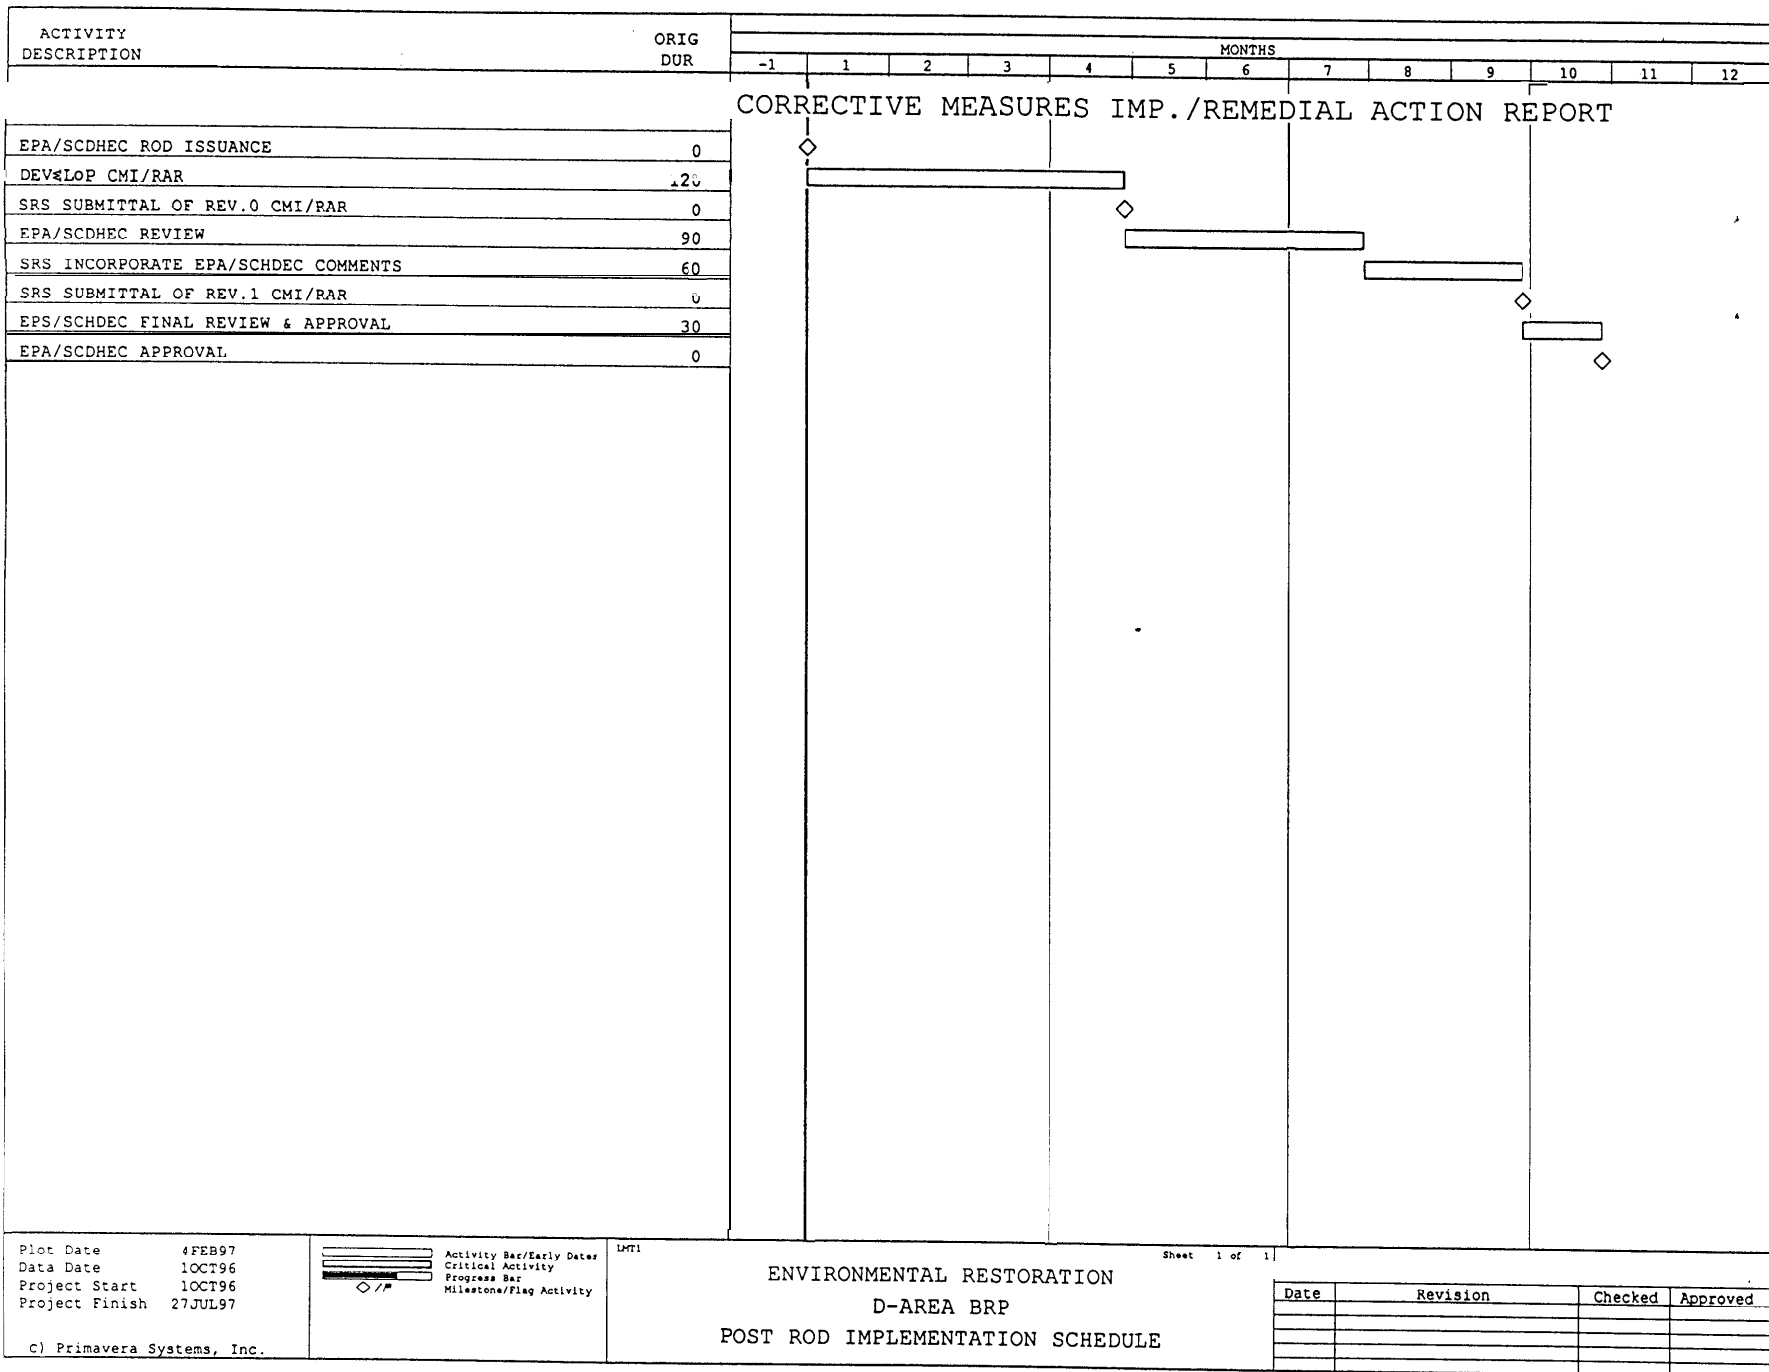 ACTIVITY DESCRIPTION ORIG DUR
MONTHS
-1 1 2 3 4 5 6 7 8 9 10 11 12
CORRECTIVE MEASURES IMP./REMEDIAL ACTION REPORT
EPA/SCDHEC ROD ISSUANCE 0
DEVELOP CMI/RAR 120
SRS SUBMITTAL OF REV.0 CMI/RAR 0
EPA/SCDHEC REVIEW 90
SRS INCORPORATE EPA/SCHDEC COMMENTS 60
SRS SUBMITTAL OF REV.1 CMI/RAR 0
EPS/SCHDEC FINAL REVIEW & APPROVAL 30
EPA/SCDHEC APPROVAL 0
Plot Date 4FEB97
Data Date 1OCT96
Project Start 1OCT96
Project Finish 27JUL97
c) Primavera Systems, Inc.
Activity Bar/Early Dates
Critical Activity
Progress Bar
Milestone/Flag Activity
LMT1
Sheet 1 of 1
ENVIRONMENTAL RESTORATION
D-AREA BRP
POST ROD IMPLEMENTATION SCHEDULE
Date Revision Checked Approved